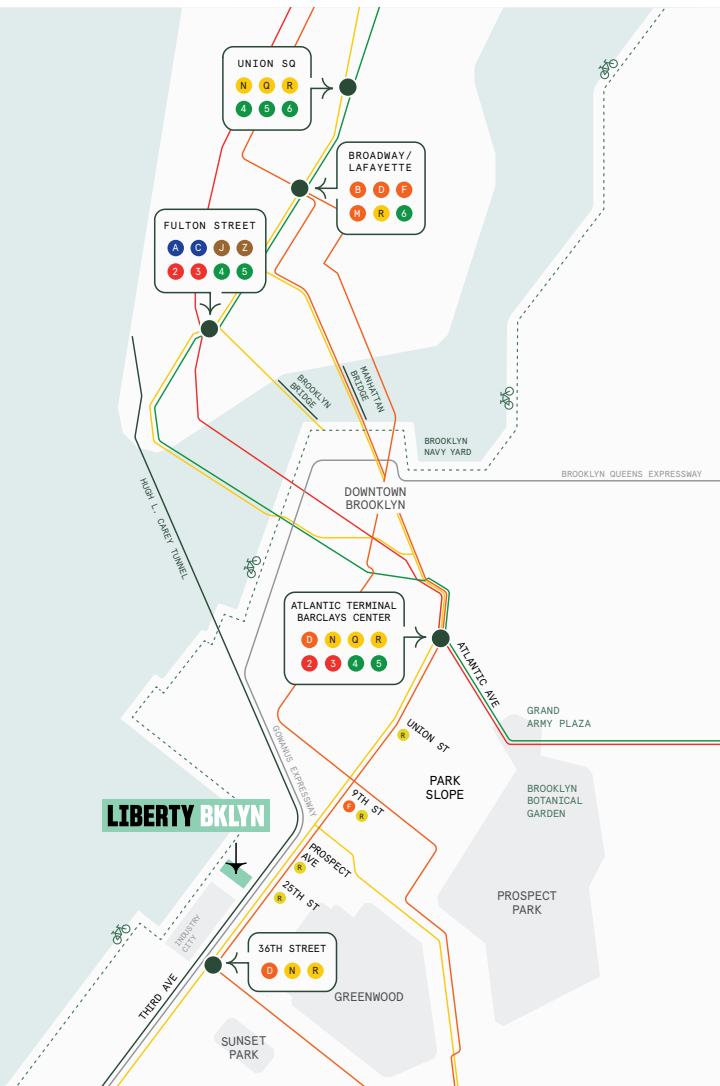 UNION SQ
N Q R
4 5 6
BROADWAY/
LAFAYETTE
B D F
M R 6
FULTON STREET
A C J Z
2 3 4 5
BROOKLYN
BRIDGE
MANHATTAN
BRIDGE
BROOKLYN
NAVY YARD
BROOKLYN QUEENS EXPRESSWAY
DOWNTOWN
BROOKLYN
HUGH L. CAREY TUNNEL
ATLANTIC TERMINAL
BARCLAYS CENTER
D N Q R
2 3 4 5
ATLANTIC AVE
GRAND
ARMY PLAZA
UNION ST
R
GOWANUS EXPRESSWAY
PARK
SLOPE
BROOKLYN
BOTANICAL
GARDEN
9TH ST
F R
LIBERTY BKLYN
PROSPECT
AVE
R
25TH ST
R
PROSPECT
PARK
INDUSTRY
CITY
36TH STREET
D N R
THIRD AVE
GREENWOOD
SUNSET
PARK